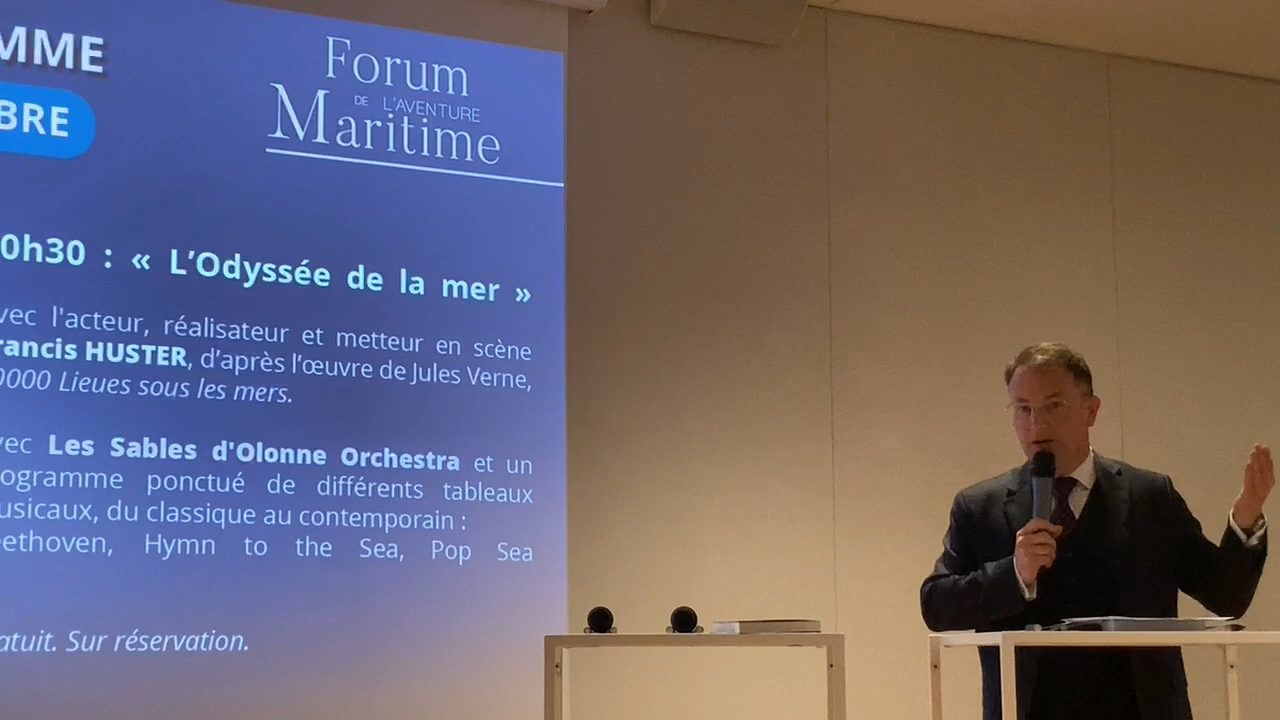 MME
BRE
Forum
DE L'AVENTURE
Maritime
0h30 : « L'Odyssée de la mer »
vec l'acteur, réalisateur et metteur en scène
rancis HUSTER, d'après l'œuvre de Jules Verne,
0000 Lieues sous les mers.
vec Les Sables d'Olonne Orchestra et un
ogramme ponctué de différents tableaux
usicaux, du classique au contemporain :
eethoven, Hymn to the Sea, Pop Sea
atuit. Sur réservation.